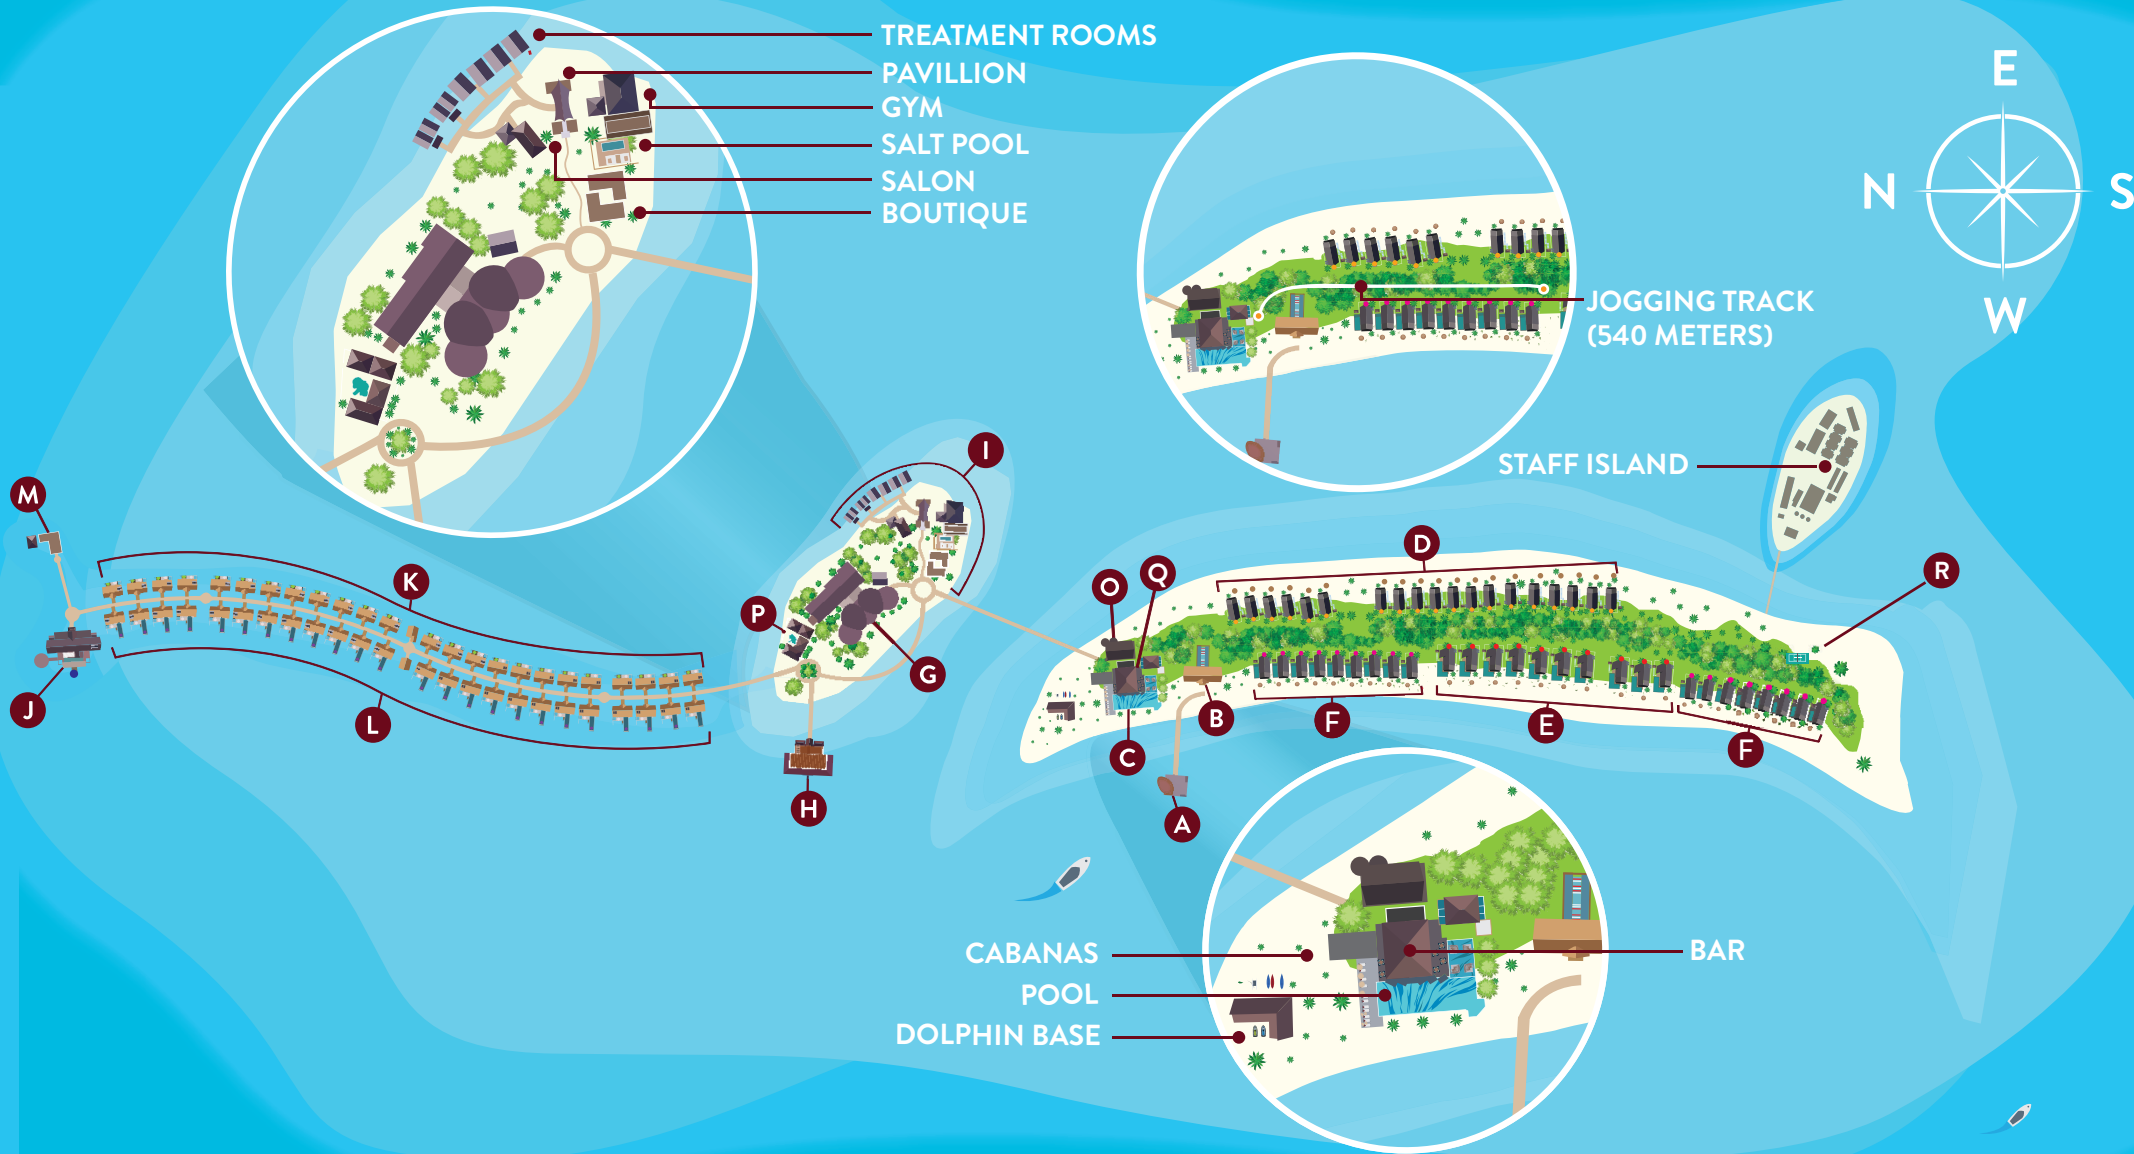 TREATMENT ROOMS
PAVILLION
GYM
SALT POOL
SALON
BOUTIQUE
E
N
S
W
JOGGING TRACK
(540 METERS)
STAFF ISLAND
M
K
J
L
I
P
G
H
D
O
Q
R
B
F
E
F
C
A
CABANAS
POOL
DOLPHIN BASE
BAR